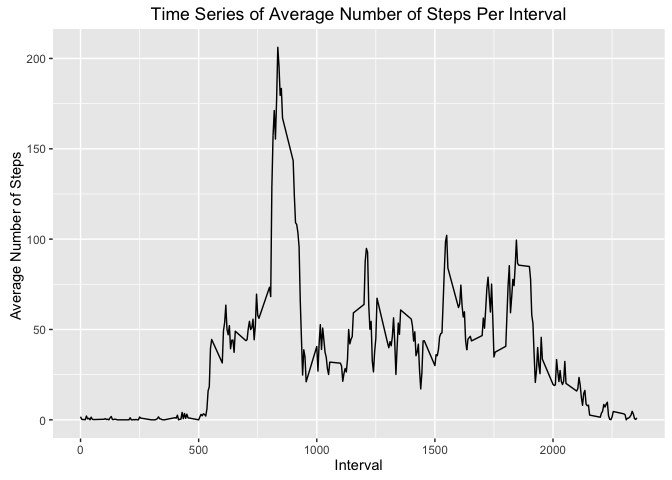 Time Series of Average Number of Steps Per Interval
Average Number of Steps
200
150
100
50
0
0 500 1000 1500 2000
Interval